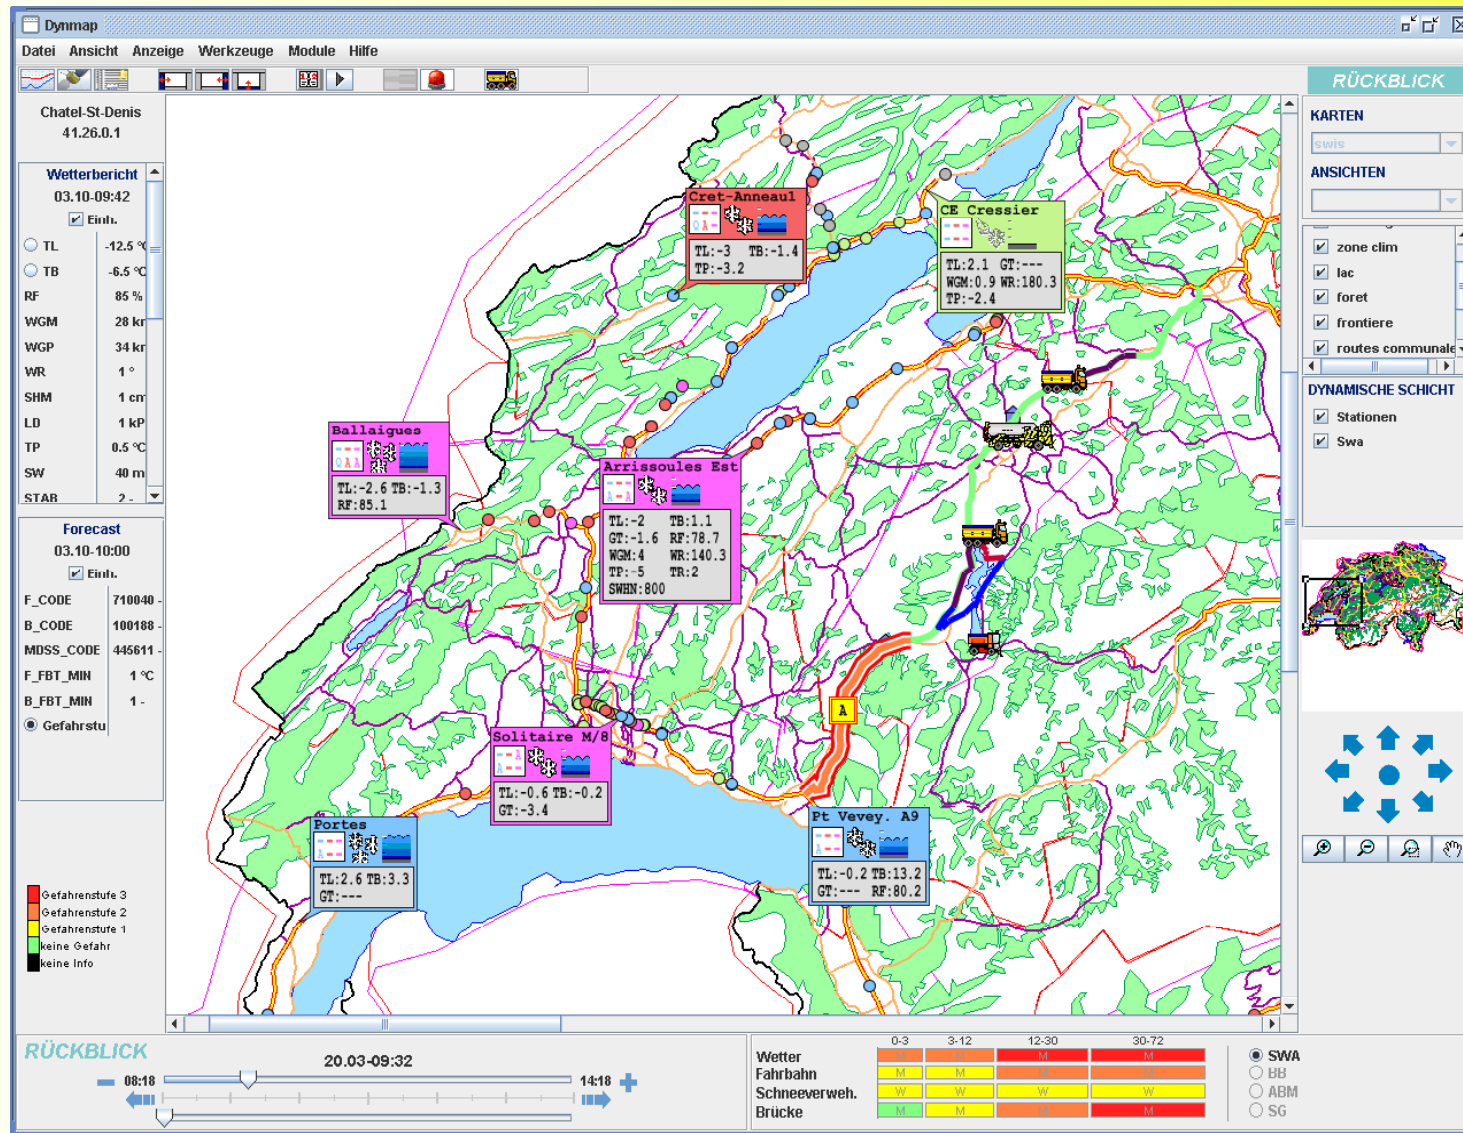 Dynmap
Datei Ansicht Anzeige Werkzeuge Module Hilfe
RÜCKBLICK
Chatel-St-Denis
41.26.0.1
Wetterbericht
03.10-09:42
Einh.
TL -12.5 °C
TB -6.5 °C
RF 85 %
WGM 28 kr
WGP 34 kr
WR 1 °
SHM 1 cm
LD 1 kP
TP 0.5 °C
SW 40 m
STAB 2 -
Forecast
03.10-10:00
Einh.
F_CODE 710040 -
B_CODE 100188 -
MDSS_CODE 445611 -
F_FBT_MIN 1 °C
B_FBT_MIN 1 -
Gefahrstu
Gefahrenstufe 3
Gefahrenstufe 2
Gefahrenstufe 1
keine Gefahr
keine Info
Cret-Anneaul
Q A -
TL:-3 TB:-1.4
TP:-3.2
CE Cressier
TL:2.1 GT:---
WGM:0.9 WR:180.3
TP:-2.4
Ballaigues
Q A A
TL:-2.6 TB:-1.3
RF:85.1
Arrissoules Est
A - A
TL:-2 TB:1.1
GT:-1.6 RF:78.7
WGM:4 WR:140.3
TP:-5 TR:2
SWHN:800
A
Solitaire M/8
A - -
TL:-0.6 TB:-0.2
GT:-3.4
Portes
A - -
TL:2.6 TB:3.3
GT:---
Pt Vevey. A9
A - -
TL:-0.2 TB:13.2
GT:--- RF:80.2
KARTEN
swis
ANSICHTEN
zone clim
lac
foret
frontiere
routes communale
DYNAMISCHE SCHICHT
Stationen
Swa
RÜCKBLICK
20.03-09:32
08:18 14:18
0-3 3-12 12-30 30-72
Wetter M M M M
Fahrbahn M M M M
Schneeverweh. W W W W
Brücke M M M M
SWA
BB
ABM
SG